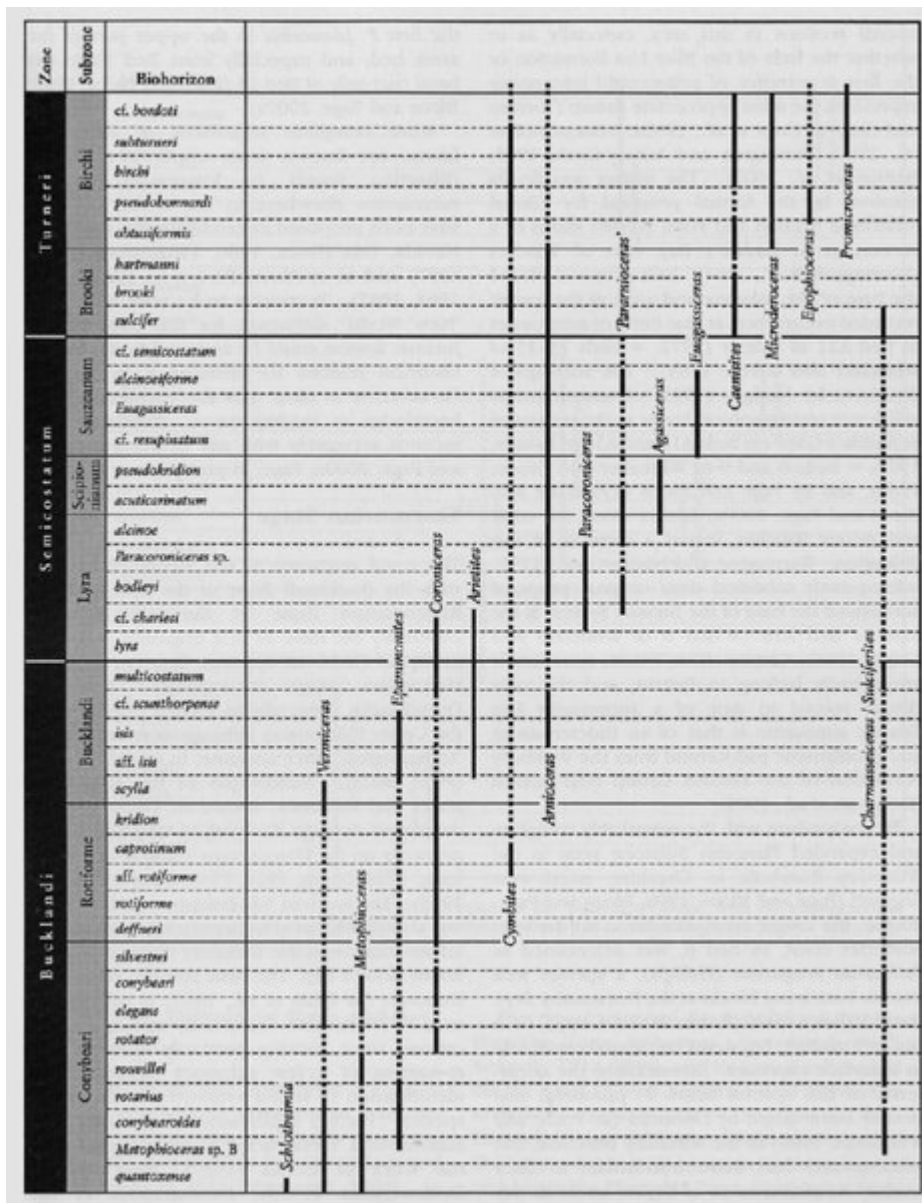 Zone
Subzone
Biohorizon
Turneri
Birchi
cf. bordoti
subturneri
birchi
pseudobonnardi
obtusiformis
Brooki
hartmanni
brooki
sulcifer
Semicostatum
Sauzeanum
cf. semicostatum
alcinoeiforme
Euagassiceras
cf. resupinatum
Scipio-
nianum
pseudokridion
acuticarinatum
Lyra
alcinoe
Paracoroniceras sp.
bodleyi
cf. charlesi
lyra
Bucklandi
Bucklandi
multicostatum
cf. scunthorpense
isis
aff. isis
scylla
Rotiforme
kridion
caprotinum
aff. rotiforme
rotiforme
deffneri
Conybeari
silvestrei
conybeari
elegans
rotator
rouvillei
rotarius
conybearoides
Metophioceras sp. B
quantoxense
Schlotheimia
Vermiceras
Metophioceras
Epammonites
Coroniceras
Arietites
Cymbites
Arnioceras
Paracoroniceras
'Pararnioceras'
Agassiceras
Euagassiceras
Caenisites
Microderoceras
Epophioceras
Promicroceras
Charmasseiceras / Sulciferites